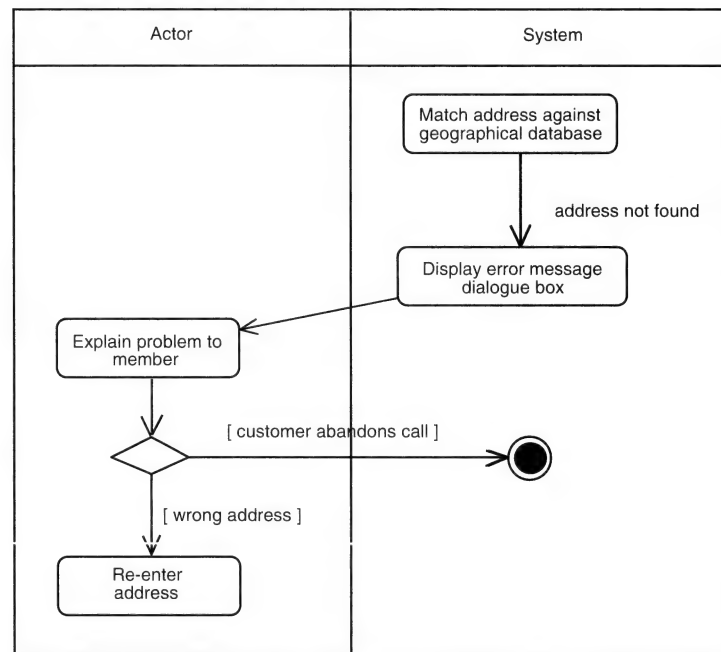 Actor
System
Match address against
geographical database
address not found
Display error message
dialogue box
Explain problem to
member
[ customer abandons call ]
[ wrong address ]
Re-enter
address